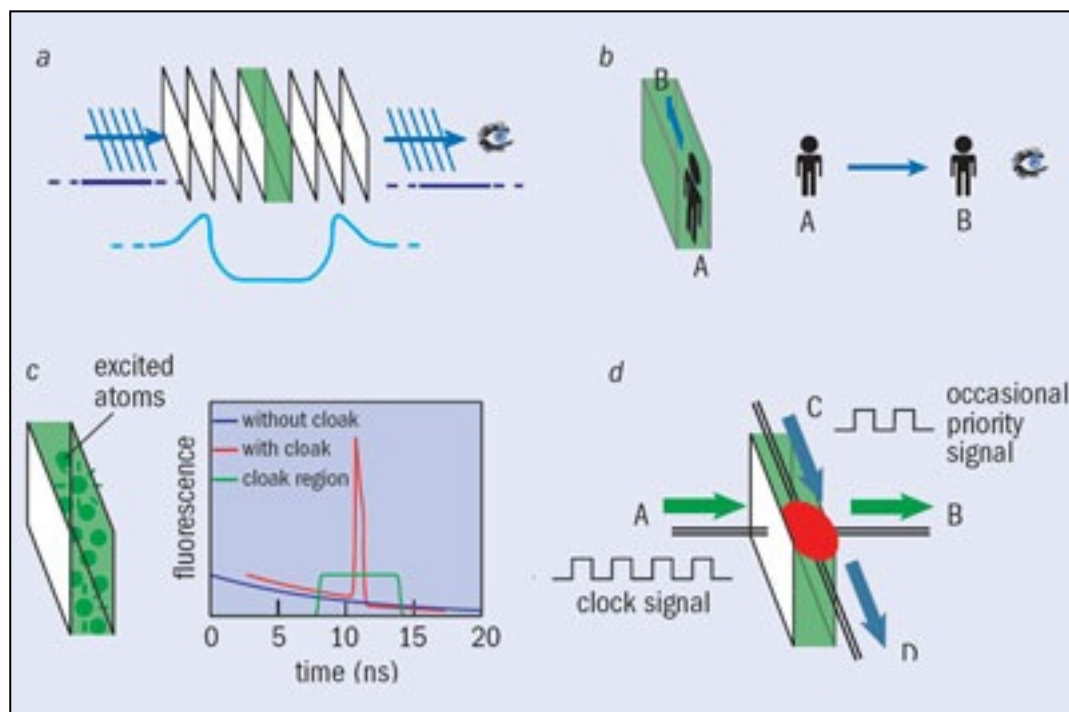 a
b
B
A
A
B
c
excited
atoms
without cloak
with cloak
cloak region
fluorescence
0
5
10
15
20
time (ns)
d
C
occasional
priority
signal
A
B
clock signal
D